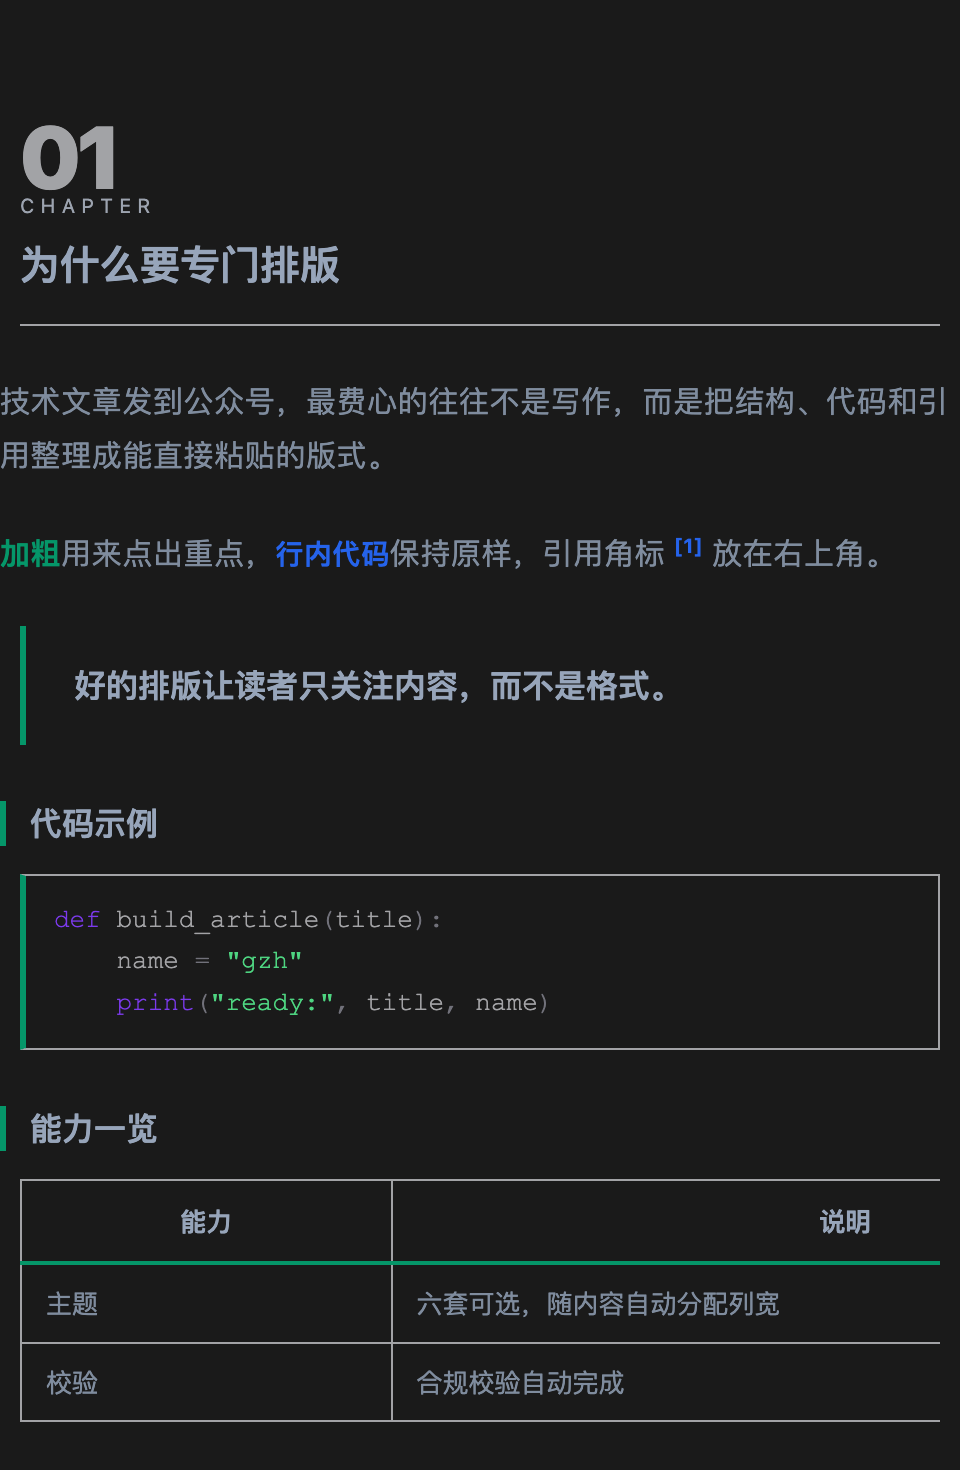 01
CHAPTER
为什么要专门排版
技术文章发到公众号，最费心的往往不是写作，而是把结构、代码和引
用整理成能直接粘贴的版式。
加粗用来点出重点，行内代码保持原样，引用角标 [1] 放在右上角。
好的排版让读者只关注内容，而不是格式。
代码示例
def build_article(title):
    name = "gzh"
    print("ready:", title, name)
能力一览
能力 说明
主题 六套可选，随内容自动分配列宽
校验 合规校验自动完成